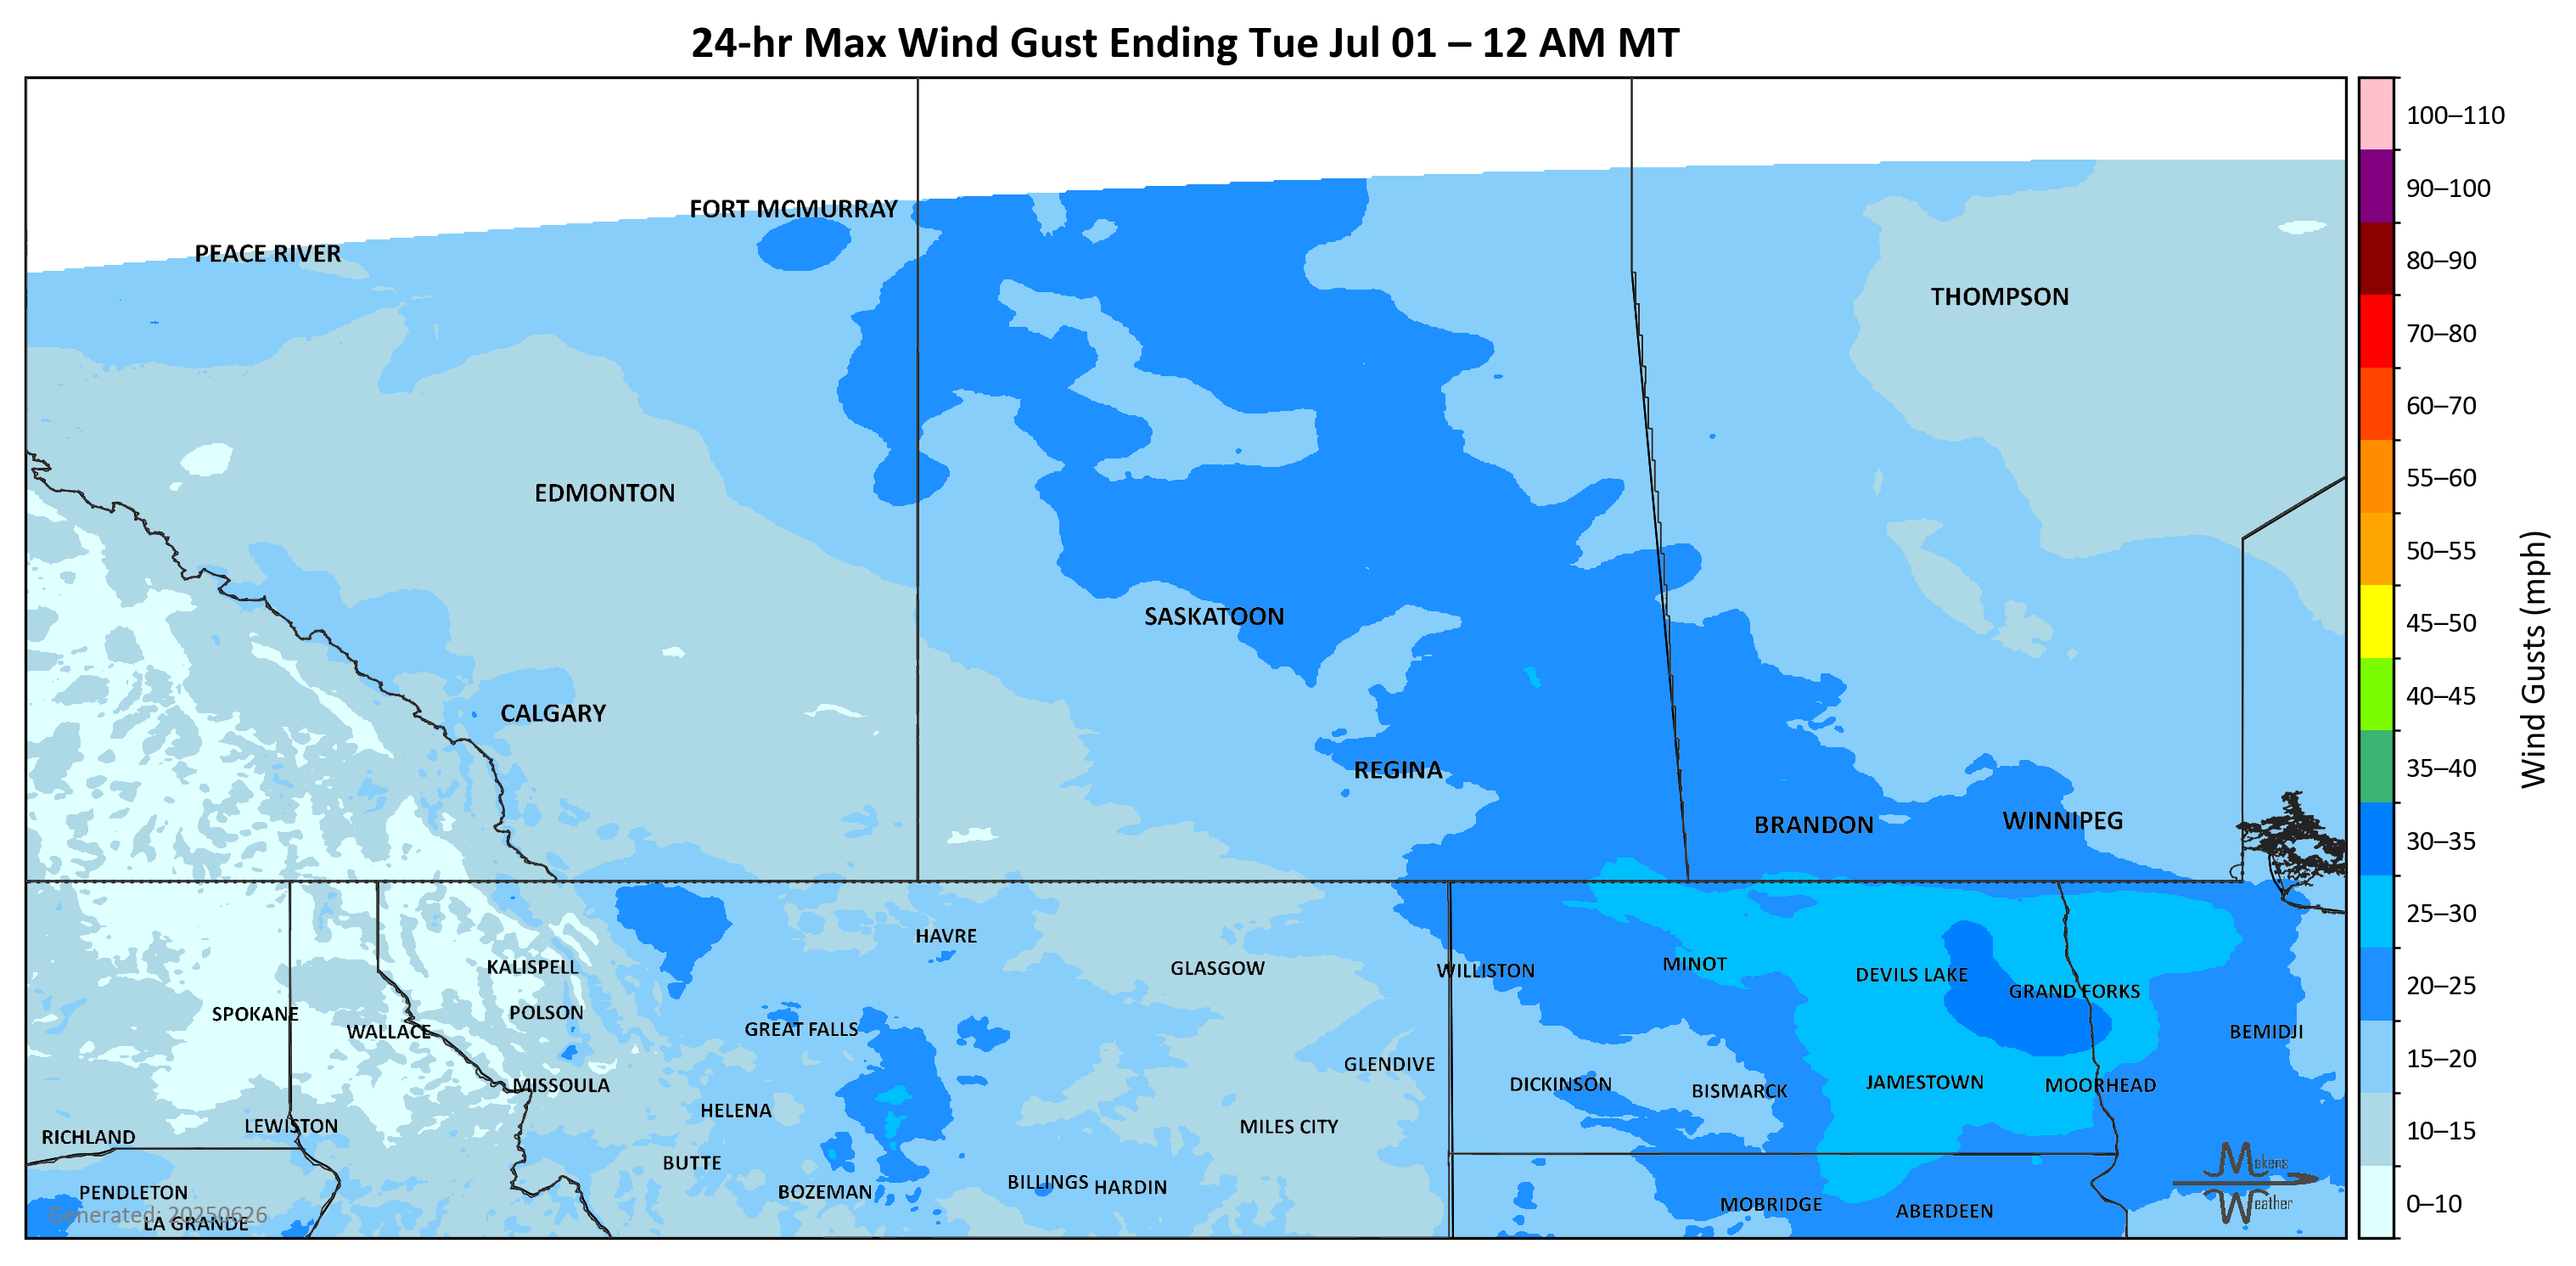 24-hr Max Wind Gust Ending Tue Jul 01 – 12 AM MT
100–110
90–100
80–90
70–80
60–70
55–60
50–55
45–50
40–45
35–40
30–35
25–30
20–25
15–20
10–15
0–10
Wind Gusts (mph)
FORT MCMURRAY
PEACE RIVER
THOMPSON
EDMONTON
SASKATOON
CALGARY
REGINA
BRANDON
WINNIPEG
HAVRE
KALISPELL
GLASGOW
WILLISTON
MINOT
DEVILS LAKE
GRAND FORKS
SPOKANE
POLSON
WALLACE
GREAT FALLS
BEMIDJI
GLENDIVE
MISSOULA
DICKINSON
BISMARCK
JAMESTOWN
MOORHEAD
HELENA
LEWISTON
MILES CITY
RICHLAND
BUTTE
BILLINGS
HARDIN
PENDLETON
BOZEMAN
MOBRIDGE
ABERDEEN
LA GRANDE
Generated: 20250626
Makens
Weather